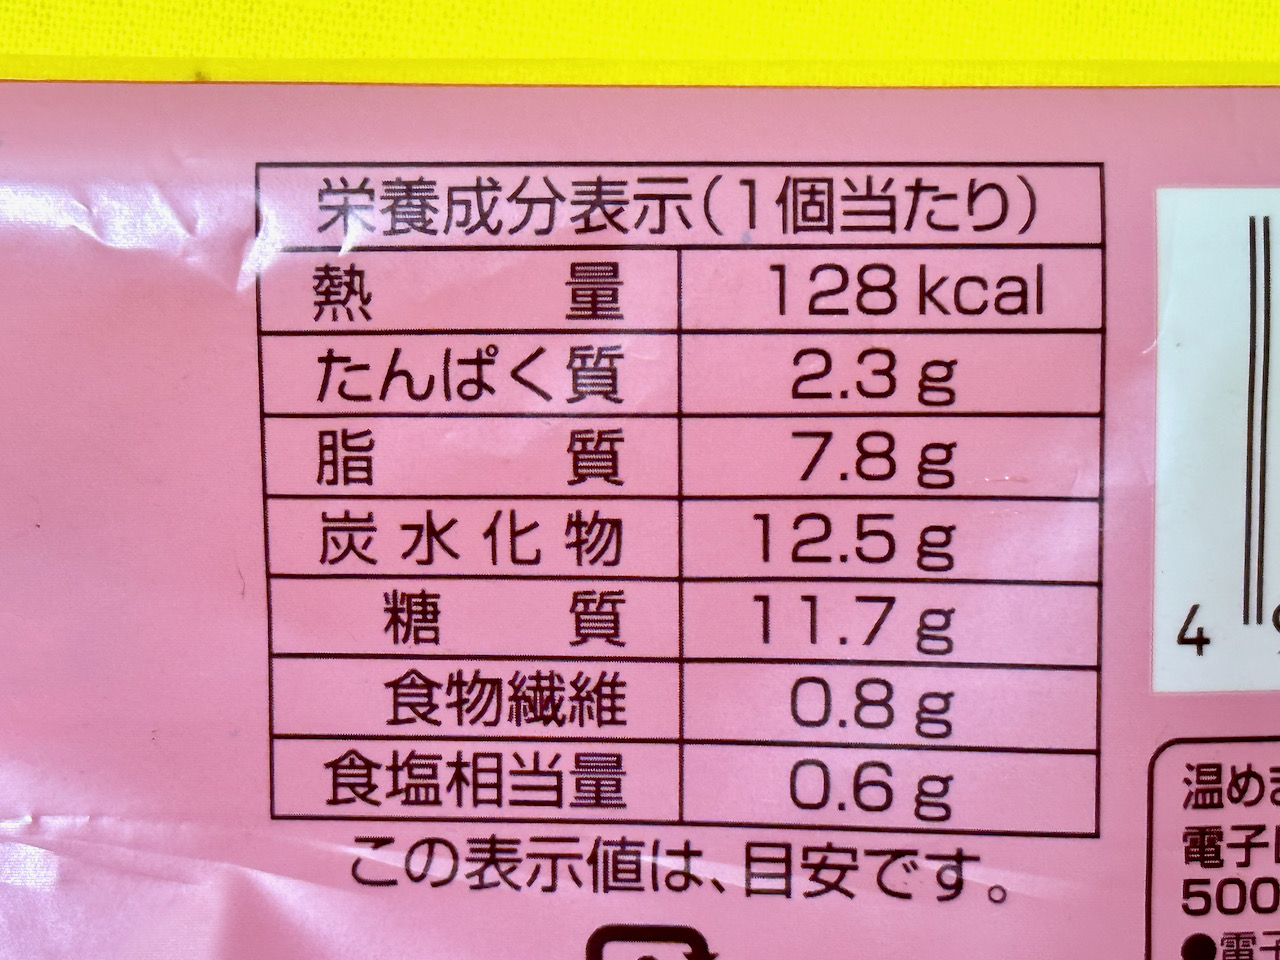 栄養成分表示(1個当たり)
熱量 128 kcal
たんぱく質 2.3 g
脂質 7.8 g
炭水化物 12.5 g
糖質 11.7 g
食物繊維 0.8 g
食塩相当量 0.6 g
この表示値は、目安です。
4
温め
電子
500
●電子